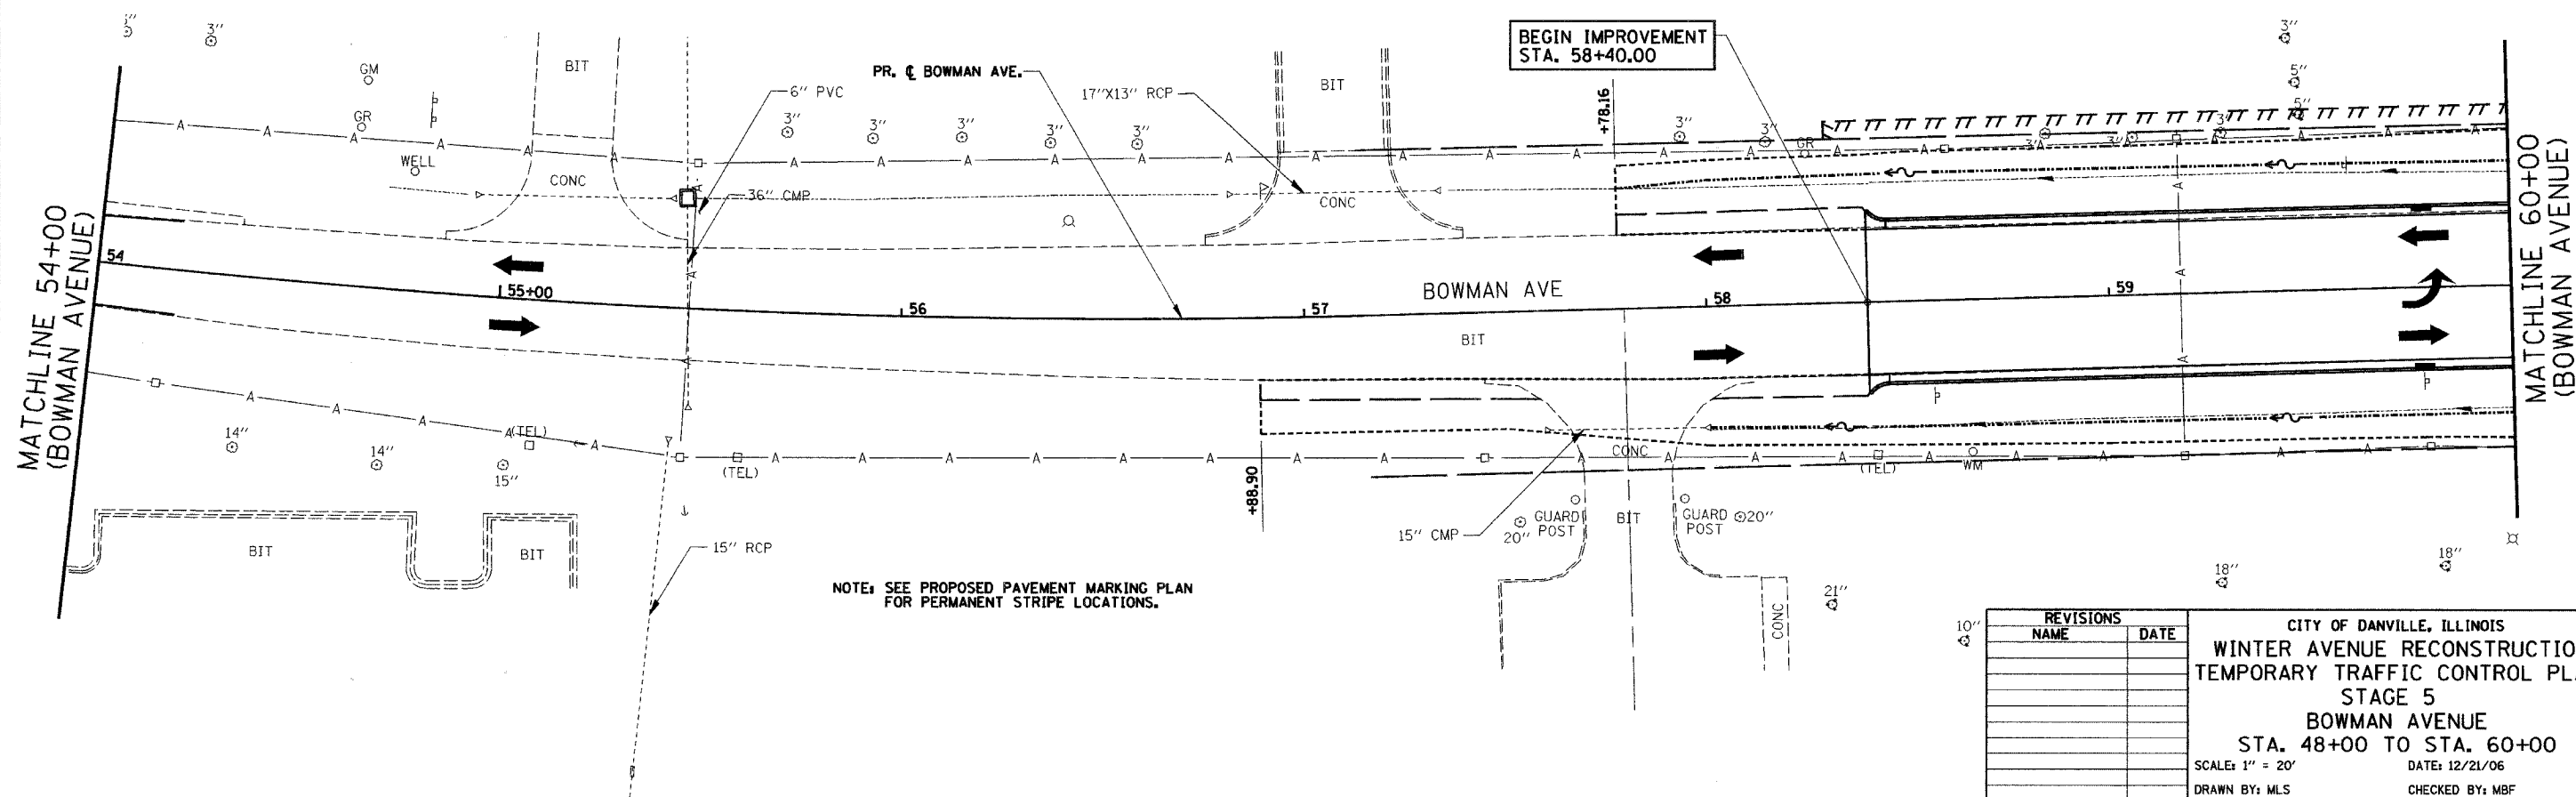 3"
3"
GM
BIT
PR. ℄ BOWMAN AVE.
6" PVC
17"X13" RCP
BIT
BEGIN IMPROVEMENT
STA. 58+40.00
3"
5"
5"
GR
WELL
CONC
36" CMP
3"
3"
3"
3"
3"
CONC
+78.16
3"
3"
GR
3"
3"
3"
MATCHLINE 54+00
(BOWMAN AVENUE)
54
55+00
56
57
BOWMAN AVE
58
59
BIT
MATCHLINE 60+00
(BOWMAN AVENUE)
14"
14"
15"
(TEL)
(TEL)
+88.90
CONC
(TEL)
WM
15" CMP
20"
GUARD
POST
BIT
GUARD
POST
20"
BIT
BIT
15" RCP
NOTE: SEE PROPOSED PAVEMENT MARKING PLAN
FOR PERMANENT STRIPE LOCATIONS.
CONC
21"
18"
18"
10"
REVISIONS
NAME DATE
CITY OF DANVILLE, ILLINOIS
WINTER AVENUE RECONSTRUCTIO
TEMPORARY TRAFFIC CONTROL PL
STAGE 5
BOWMAN AVENUE
STA. 48+00 TO STA. 60+00
SCALE: 1" = 20' DATE: 12/21/06
DRAWN BY: MLS CHECKED BY: MBF